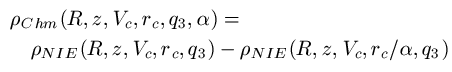 ρ_{Chm}(R, z, V_c, r_c, q_3, α) =
ρ_{NIE}(R, z, V_c, r_c, q_3) − ρ_{NIE}(R, z, V_c, r_c/α, q_3)